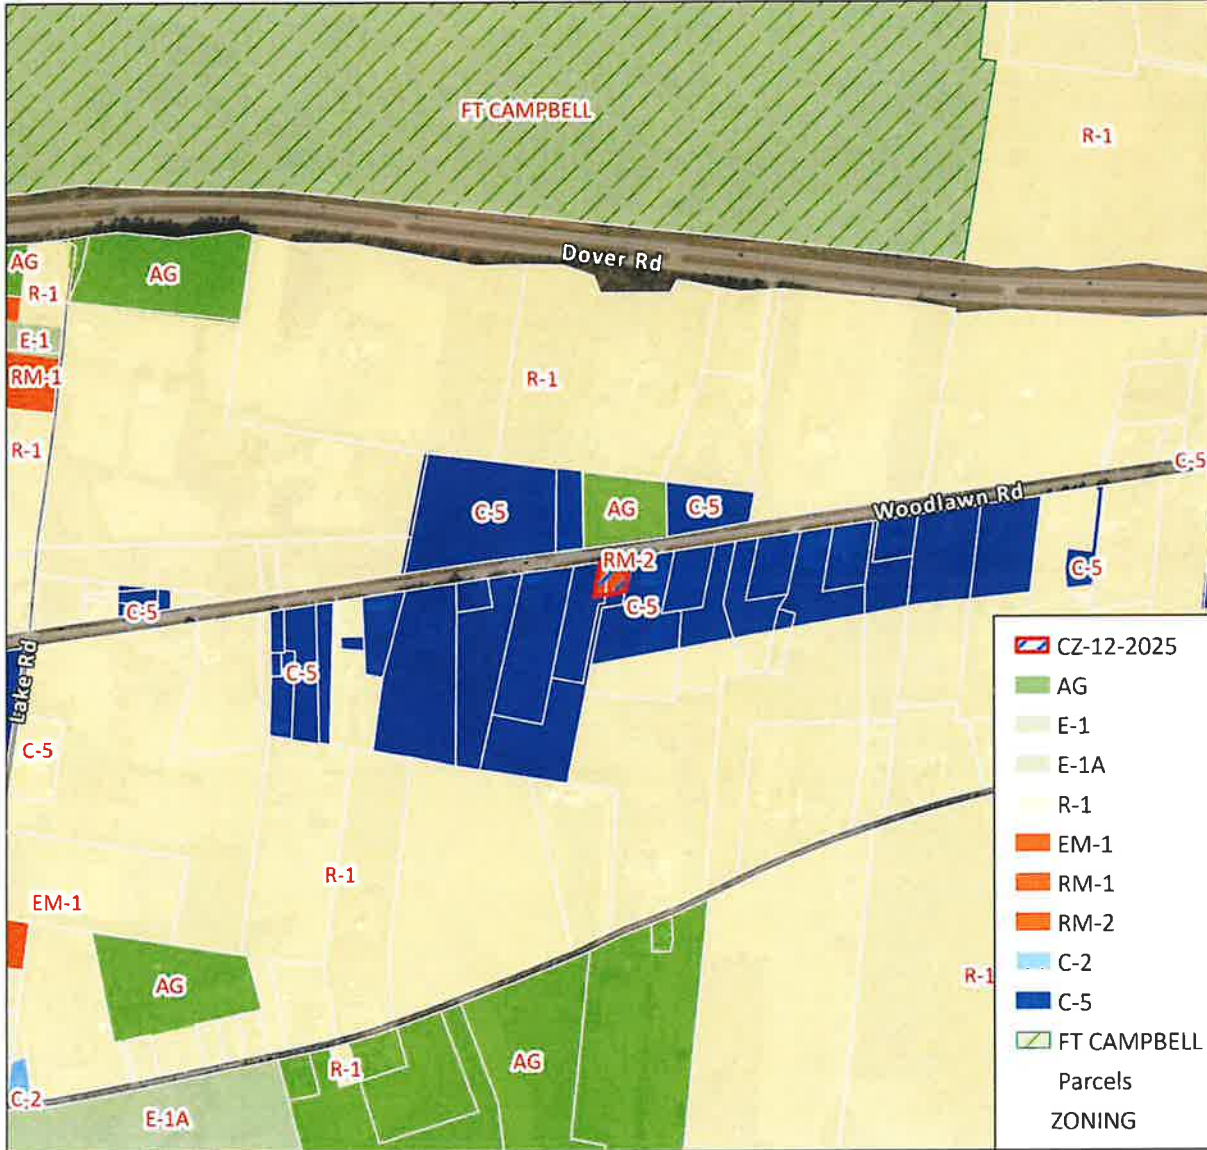 FT CAMPBELL
R-1
Dover Rd
AG
AG
R-1
E-1
RM-1
R-1
R-1
C-5
C-5
AG
C-5
Woodlawn Rd
RM-2
C-5
C-5
C-5
C-5
Lake Rd
C-5
R-1
EM-1
AG
R-1
R-1
AG
C-2
E-1A
CZ-12-2025
AG
E-1
E-1A
R-1
EM-1
RM-1
RM-2
C-2
C-5
FT CAMPBELL
Parcels
ZONING